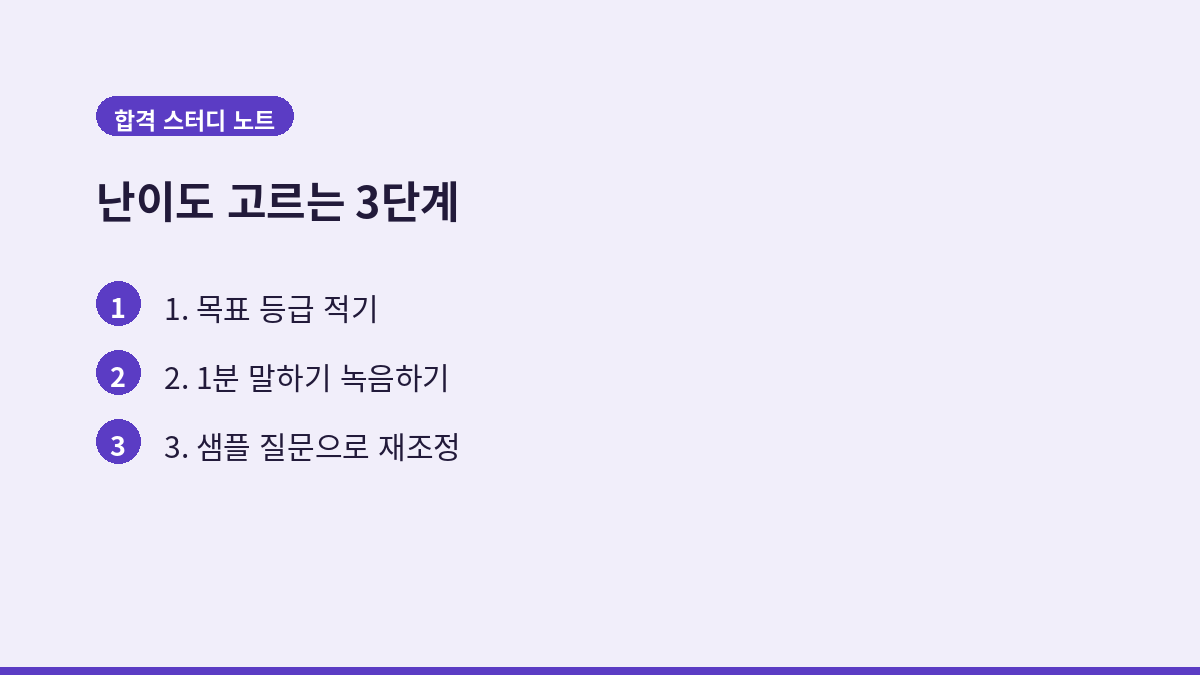 합격 스터디 노트
난이도 고르는 3단계
1 1. 목표 등급 적기
2 2. 1분 말하기 녹음하기
3 3. 샘플 질문으로 재조정